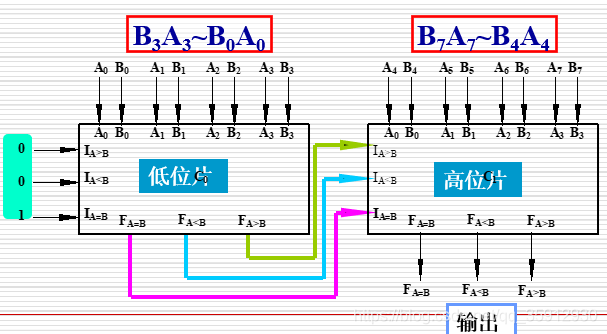 B3A3~B0A0 B7A7~B4A4
A0 B0 A1 B1 A2 B2 A3 B3 A4 B4 A5 B5 A6 B6 A7 B7
A0 B0 A1 B1 A2 B2 A3 B3 A0 B0 A1 B1 A2 B2 A3 B3
0 IA>B IA>B
0 IA<B 低位片 IA<B 高位片
1 IA=B FA=B FA<B FA>B IA=B FA=B FA<B FA>B
FA=B FA<B FA>B
输出